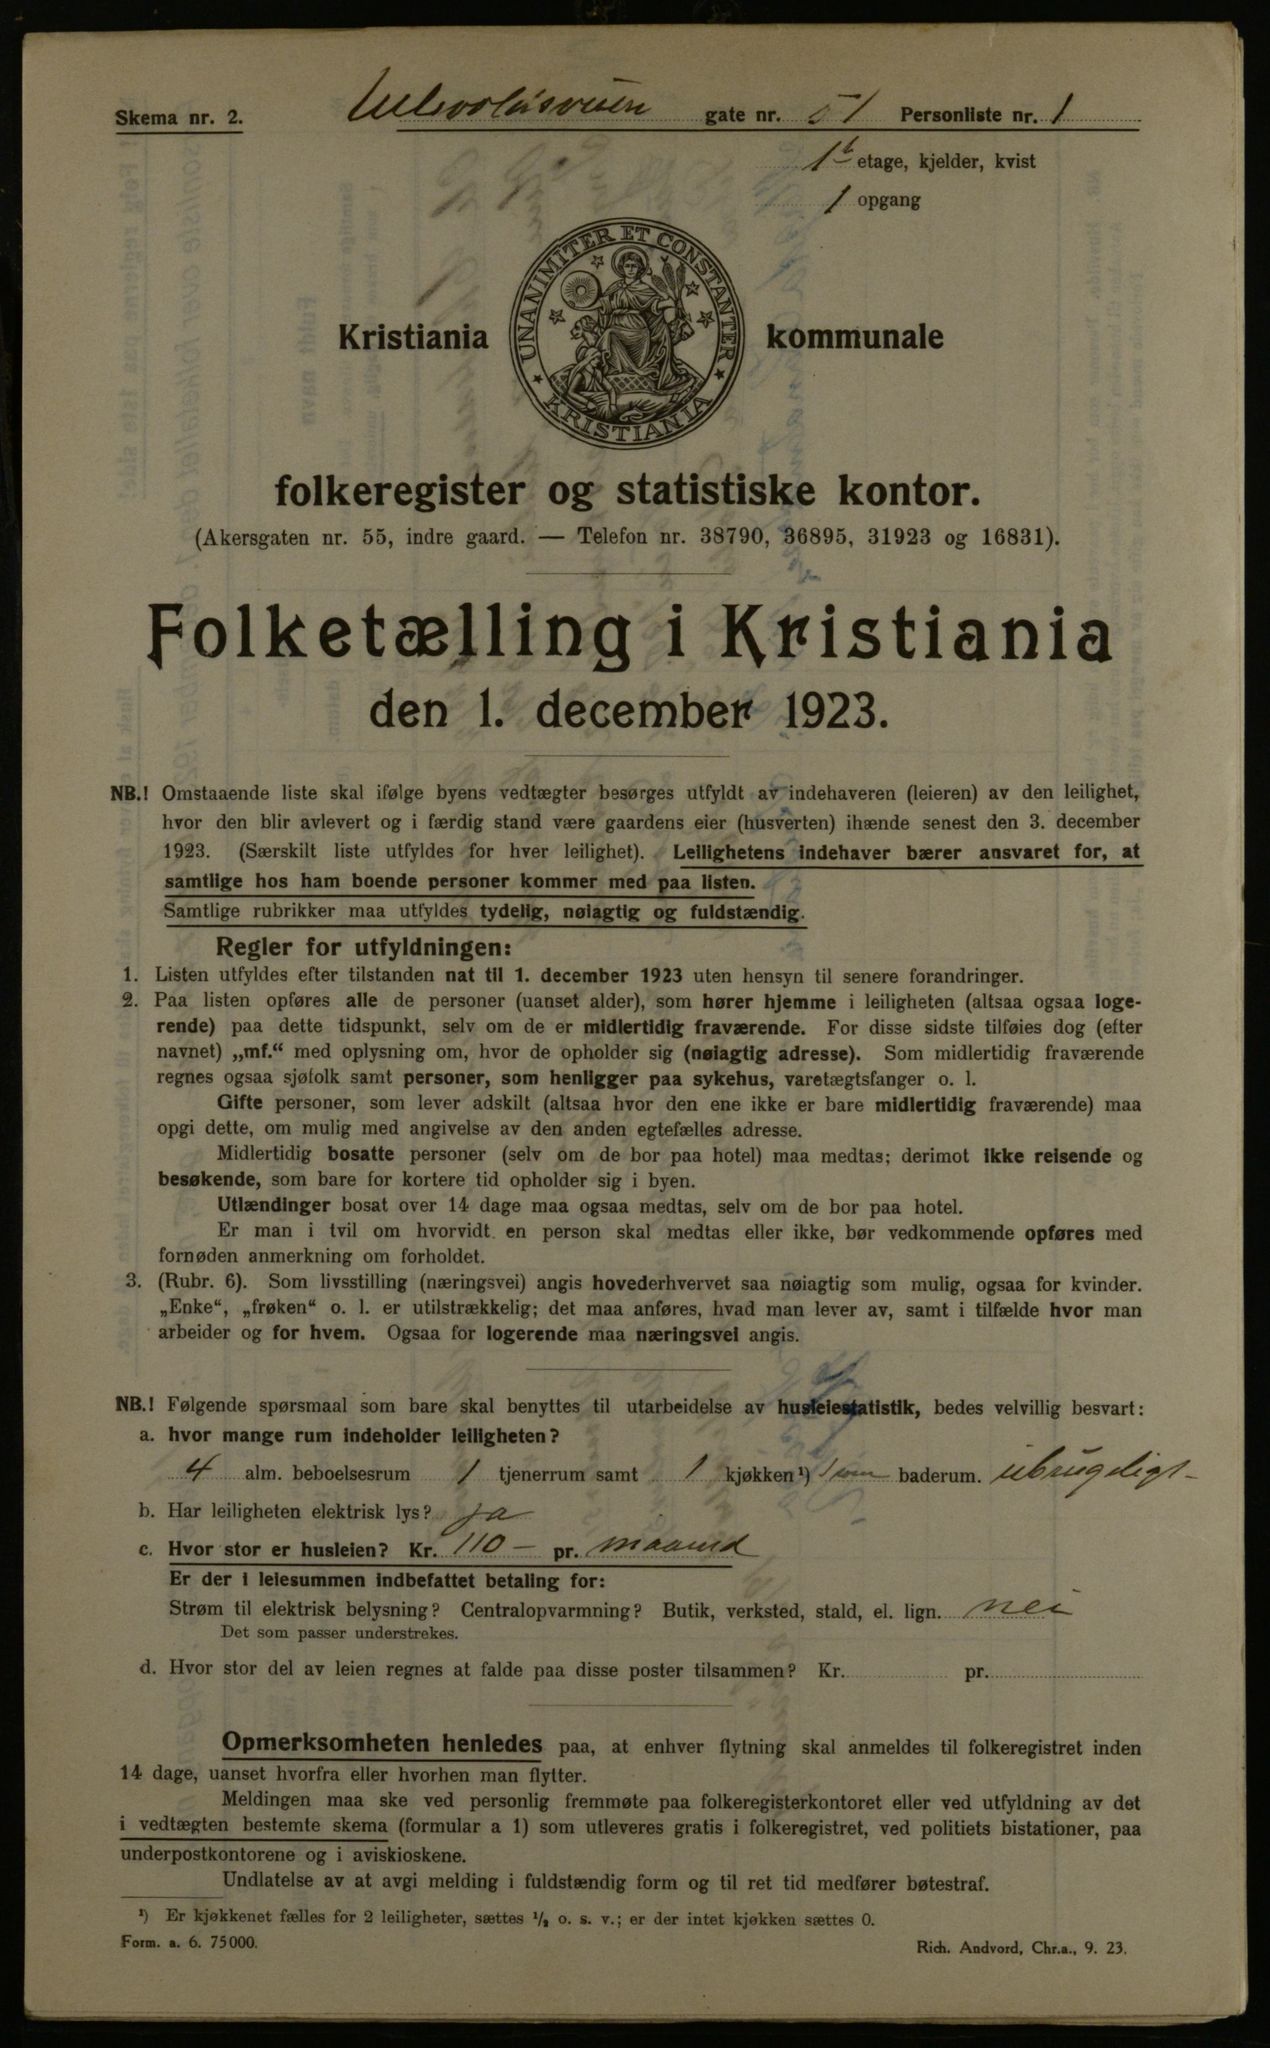 Skema nr. 2. Ullevoldsveien gate nr. 51 Personliste nr. 1
1ste etage, kjelder, kvist
1 opgang
UNANIMITER ET CONSTANTER
KRISTIANIA
Kristiania kommunale
folkeregister og statistiske kontor.
(Akersgaten nr. 55, indre gaard. — Telefon nr. 38790, 36895, 31923 og 16831).
Folketælling i Kristiania
den 1. december 1923.
NB.! Omstaaende liste skal ifølge byens vedtægter besørges utfyldt av indehaveren (leieren) av den leilighet,
hvor den blir avlevert og i færdig stand være gaardens eier (husverten) ihænde senest den 3. december
1923. (Særskilt liste utfyldes for hver leilighet). Leilighetens indehaver bærer ansvaret for, at
samtlige hos ham boende personer kommer med paa listen.
Samtlige rubrikker maa utfyldes tydelig, nøiagtig og fuldstændig.
Regler for utfyldningen:
1. Listen utfyldes efter tilstanden nat til 1. december 1923 uten hensyn til senere forandringer.
2. Paa listen opføres alle de personer (uanset alder), som hører hjemme i leiligheten (altsaa ogsaa loge-
rende) paa dette tidspunkt, selv om de er midlertidig fraværende. For disse sidste tilføies dog (efter
navnet) „mf.“ med oplysning om, hvor de opholder sig (nøiagtig adresse). Som midlertidig fraværende
regnes ogsaa sjøfolk samt personer, som henligger paa sykehus, varetægtsfanger o. l.
Gifte personer, som lever adskilt (altsaa hvor den ene ikke er bare midlertidig fraværende) maa
opgi dette, om mulig med angivelse av den anden egtefælles adresse.
Midlertidig bosatte personer (selv om de bor paa hotel) maa medtas; derimot ikke reisende og
besøkende, som bare for kortere tid opholder sig i byen.
Utlændinger bosat over 14 dage maa ogsaa medtas, selv om de bor paa hotel.
Er man i tvil om hvorvidt en person skal medtas eller ikke, bør vedkommende opføres med
fornøden anmerkning om forholdet.
3. (Rubr. 6). Som livsstilling (næringsvei) angis hovederhvervet saa nøiagtig som mulig, ogsaa for kvinder.
„Enke“, „frøken“ o. l. er utilstrækkelig; det maa anføres, hvad man lever av, samt i tilfælde hvor man
arbeider og for hvem. Ogsaa for logerende maa næringsvei angis.
NB.! Følgende spørsmaal som bare skal benyttes til utarbeidelse av husleiestatistik, bedes velvillig besvart:
a. hvor mange rum indeholder leiligheten?
4 alm. beboelsesrum 1 tjenerrum samt 1 kjøkken ¹) 1 som baderum. ubrugeligt
b. Har leiligheten elektrisk lys? ja
c. Hvor stor er husleien? Kr. 110– pr. maaned
Er der i leiesummen indbefattet betaling for:
Strøm til elektrisk belysning? Centralopvarmning? Butik, verksted, stald, el. lign. nei
Det som passer understrekes.
d. Hvor stor del av leien regnes at falde paa disse poster tilsammen? Kr. pr.
Opmerksomheten henledes paa, at enhver flytning skal anmeldes til folkeregistret inden
14 dage, uanset hvorfra eller hvorhen man flytter.
Meldingen maa ske ved personlig fremmøte paa folkeregisterkontoret eller ved utfyldning av det
i vedtægten bestemte skema (formular a 1) som utleveres gratis i folkeregistret, ved politiets bistationer, paa
underpostkontorene og i aviskioskene.
Undlatelse av at avgi melding i fuldstændig form og til ret tid medfører bøtestraf.
¹) Er kjøkkenet fælles for 2 leiligheter, sættes ½ o. s. v.; er der intet kjøkken sættes 0.
Form. a. 6. 75000. Rich. Andvord, Chr.a., 9. 23.